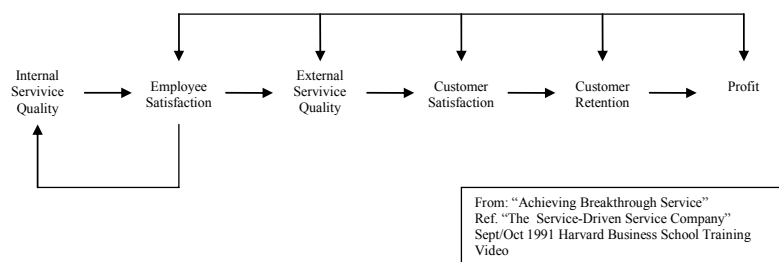 Internal
Servivice
Quality
Employee
Satisfaction
External
Servivice
Quality
Customer
Satisfaction
Customer
Retention
Profit
From: “Achieving Breakthrough Service”
Ref. “The  Service-Driven Service Company”
Sept/Oct 1991 Harvard Business School Training
Video